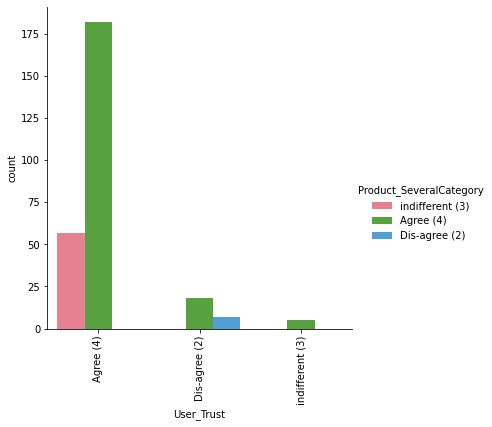 175
150
125
100
75
50
25
0
count
Agree (4)
Dis-agree (2)
indifferent (3)
User_Trust
Product_SeveralCategory
indifferent (3)
Agree (4)
Dis-agree (2)